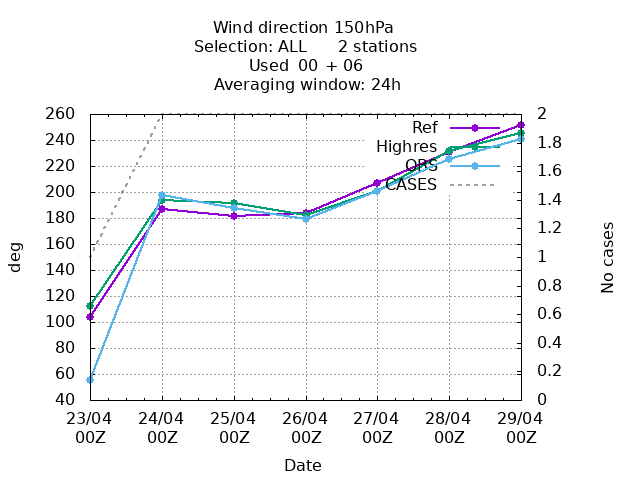 Wind direction 150hPa
Selection: ALL      2 stations
Used  00  + 06
Averaging window: 24h
260 2
240 1.8
220 1.6
200 1.4
180 1.2
160 1
140 0.8
120 0.6
100 0.4
80 0.2
60 0
40
Ref
Highres
OBS
CASES
deg
No cases
23/04 24/04 25/04 26/04 27/04 28/04 29/04
00Z 00Z 00Z 00Z 00Z 00Z 00Z
Date